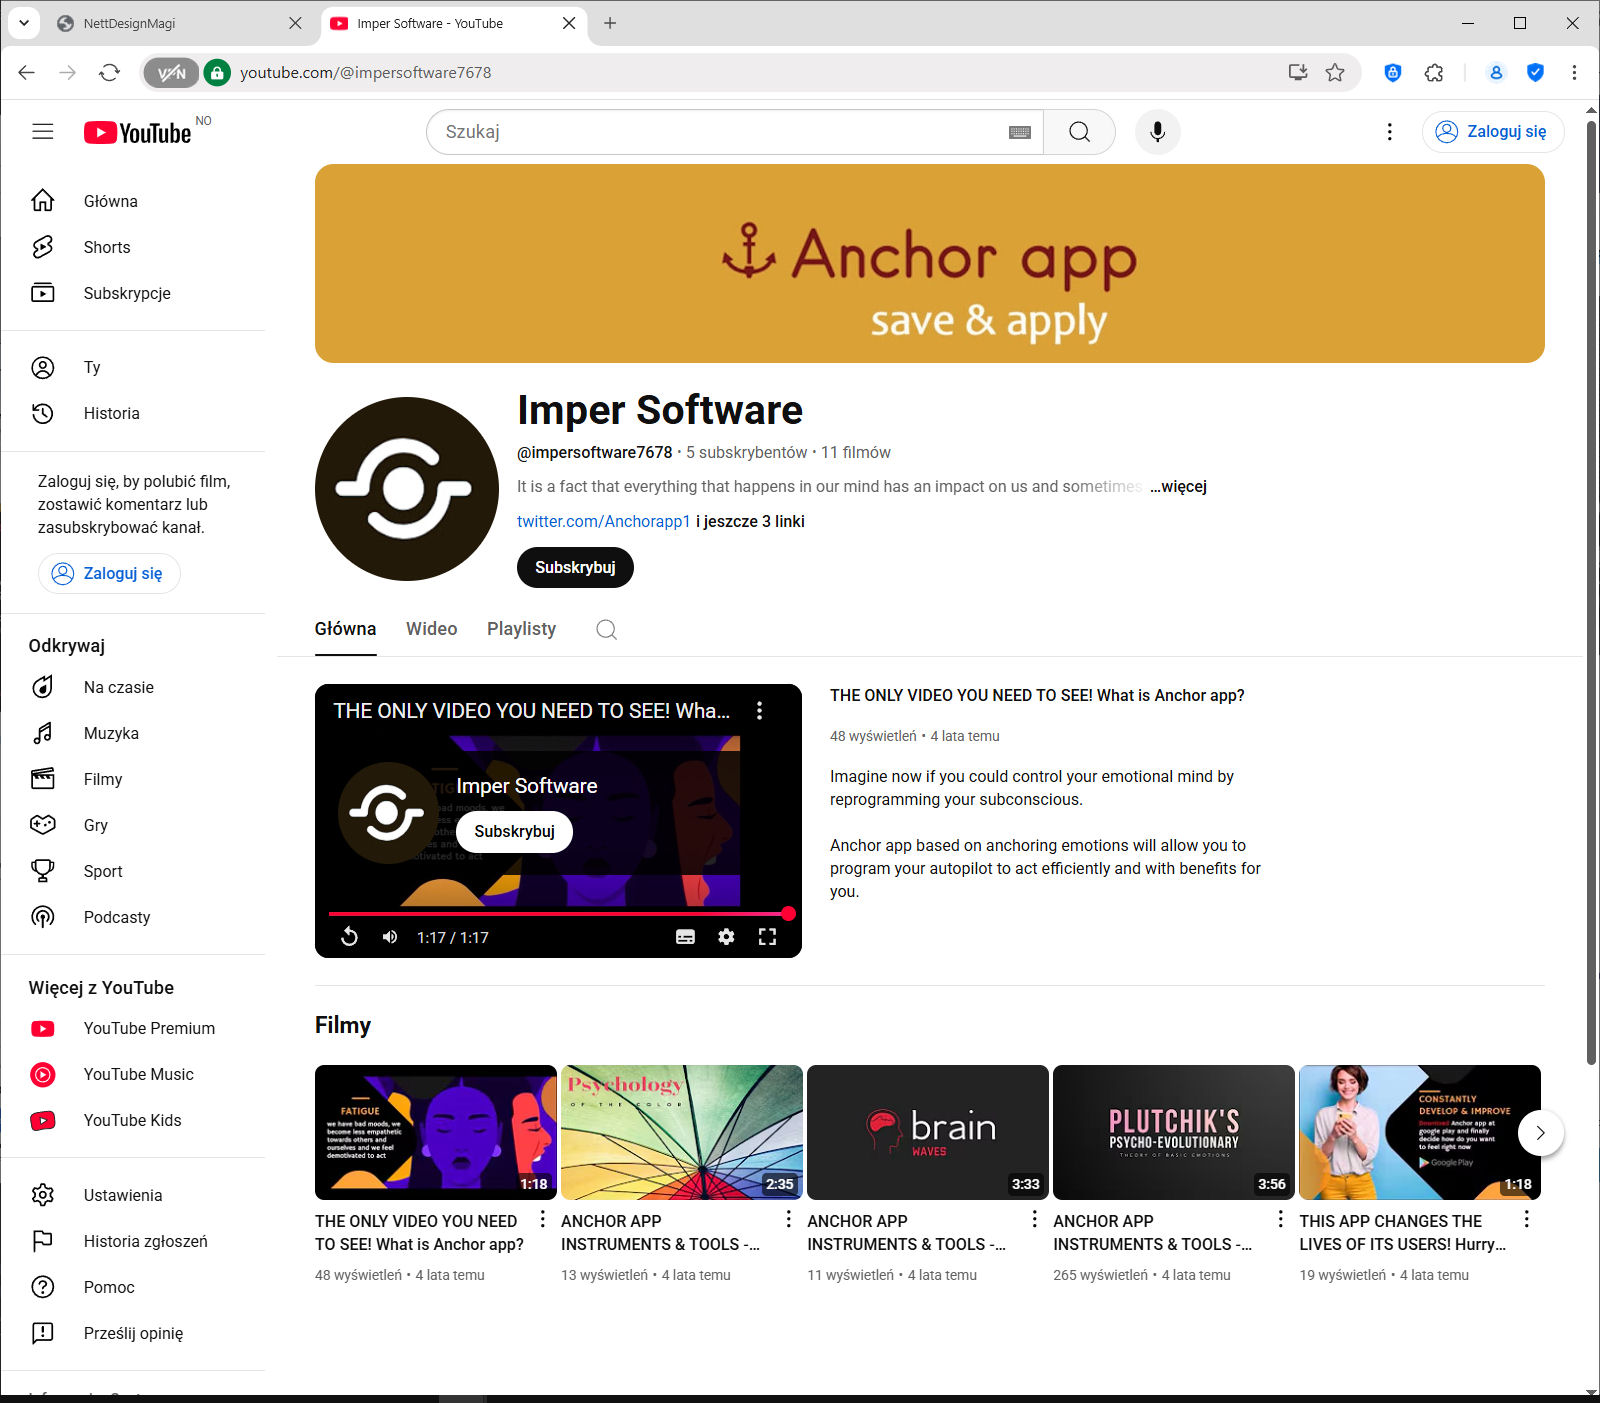 NettDesignMagi
Imper Software - YouTube
VPN
youtube.com/@impersoftware7678
YouTube NO
Szukaj
Zaloguj się
Główna
Shorts
Subskrypcje
Ty
Historia
Zaloguj się, by polubić film,
zostawić komentarz lub
zasubskrybować kanał.
Zaloguj się
Odkrywaj
Na czasie
Muzyka
Filmy
Gry
Sport
Podcasty
Więcej z YouTube
YouTube Premium
YouTube Music
YouTube Kids
Ustawienia
Historia zgłoszeń
Pomoc
Prześlij opinię
Anchor app
save & apply
Imper Software
@impersoftware7678 • 5 subskrybentów • 11 filmów
It is a fact that everything that happens in our mind has an impact on us and sometimes ...więcej
twitter.com/Anchorapp1 i jeszcze 3 linki
Subskrybuj
Główna
Wideo
Playlisty
THE ONLY VIDEO YOU NEED TO SEE! Wha...
Imper Software
Subskrybuj
1:17 / 1:17
THE ONLY VIDEO YOU NEED TO SEE! What is Anchor app?
48 wyświetleń • 4 lata temu
Imagine now if you could control your emotional mind by
reprogramming your subconscious.
Anchor app based on anchoring emotions will allow you to
program your autopilot to act efficiently and with benefits for
you.
Filmy
FATIGUE
we have bad moods, we
become less empathetic
towards others and
ourselves and we feel
demotivated to act
1:18
THE ONLY VIDEO YOU NEED
TO SEE! What is Anchor app?
48 wyświetleń • 4 lata temu
Psychology
OF THE COLOR
2:35
ANCHOR APP
INSTRUMENTS & TOOLS -...
13 wyświetleń • 4 lata temu
brain
WAVES
3:33
ANCHOR APP
INSTRUMENTS & TOOLS -...
11 wyświetleń • 4 lata temu
PLUTCHIK'S
PSYCHO-EVOLUTIONARY
THEORY OF BASIC EMOTIONS
3:56
ANCHOR APP
INSTRUMENTS & TOOLS -...
265 wyświetleń • 4 lata temu
CONSTANTLY
DEVELOP & IMPROVE
Download Anchor app at
google play and finally
decide how do you want
to feel right now
Google Play
1:18
THIS APP CHANGES THE
LIVES OF ITS USERS! Hurry...
19 wyświetleń • 4 lata temu